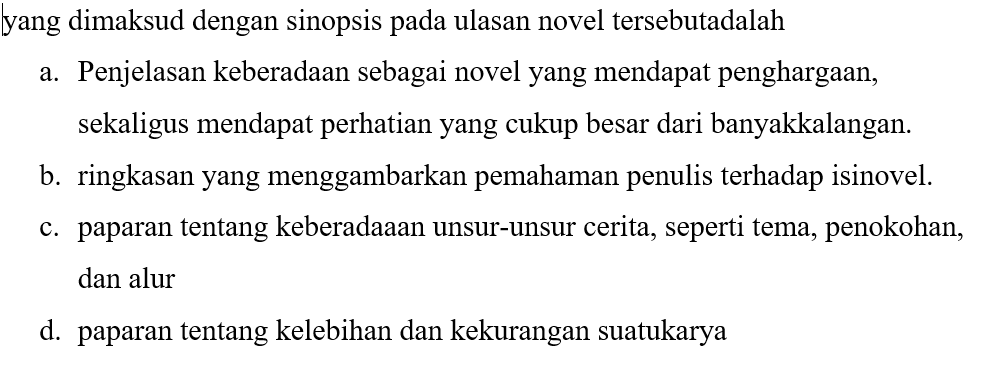 yang dimaksud dengan sinopsis pada ulasan novel tersebutadalah
a. Penjelasan keberadaan sebagai novel yang mendapat penghargaan,
sekaligus mendapat perhatian yang cukup besar dari banyakkalangan.
b. ringkasan yang menggambarkan pemahaman penulis terhadap isinovel.
c. paparan tentang keberadaaan unsur-unsur cerita, seperti tema, penokohan,
dan alur
d. paparan tentang kelebihan dan kekurangan suatukarya